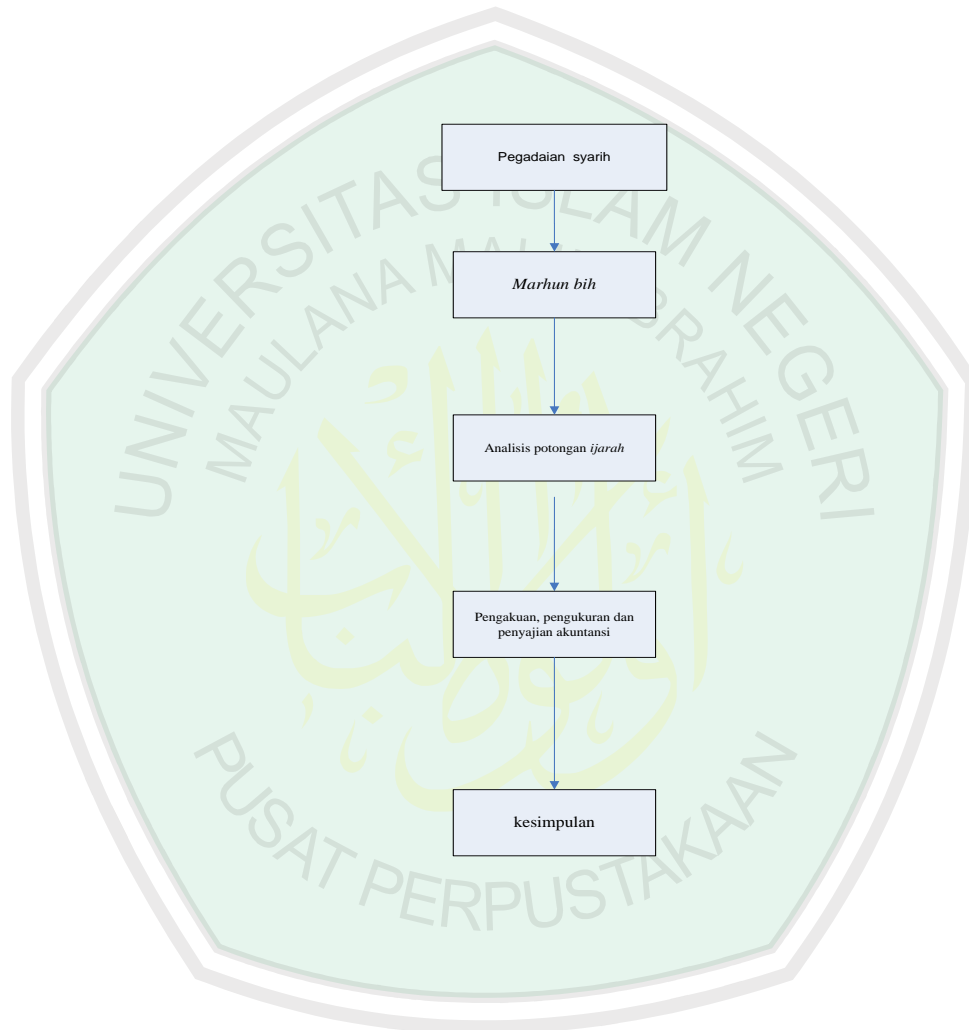 Pegadaian syarih
UNIVERSITAS ISLAM NEGERI
MAULANA MALIK IBRAHIM
Marhun bih
Analisis potongan ijarah
Pengakuan, pengukuran dan
penyajian akuntansi
kesimpulan
PUSAT PERPUSTAKAAN